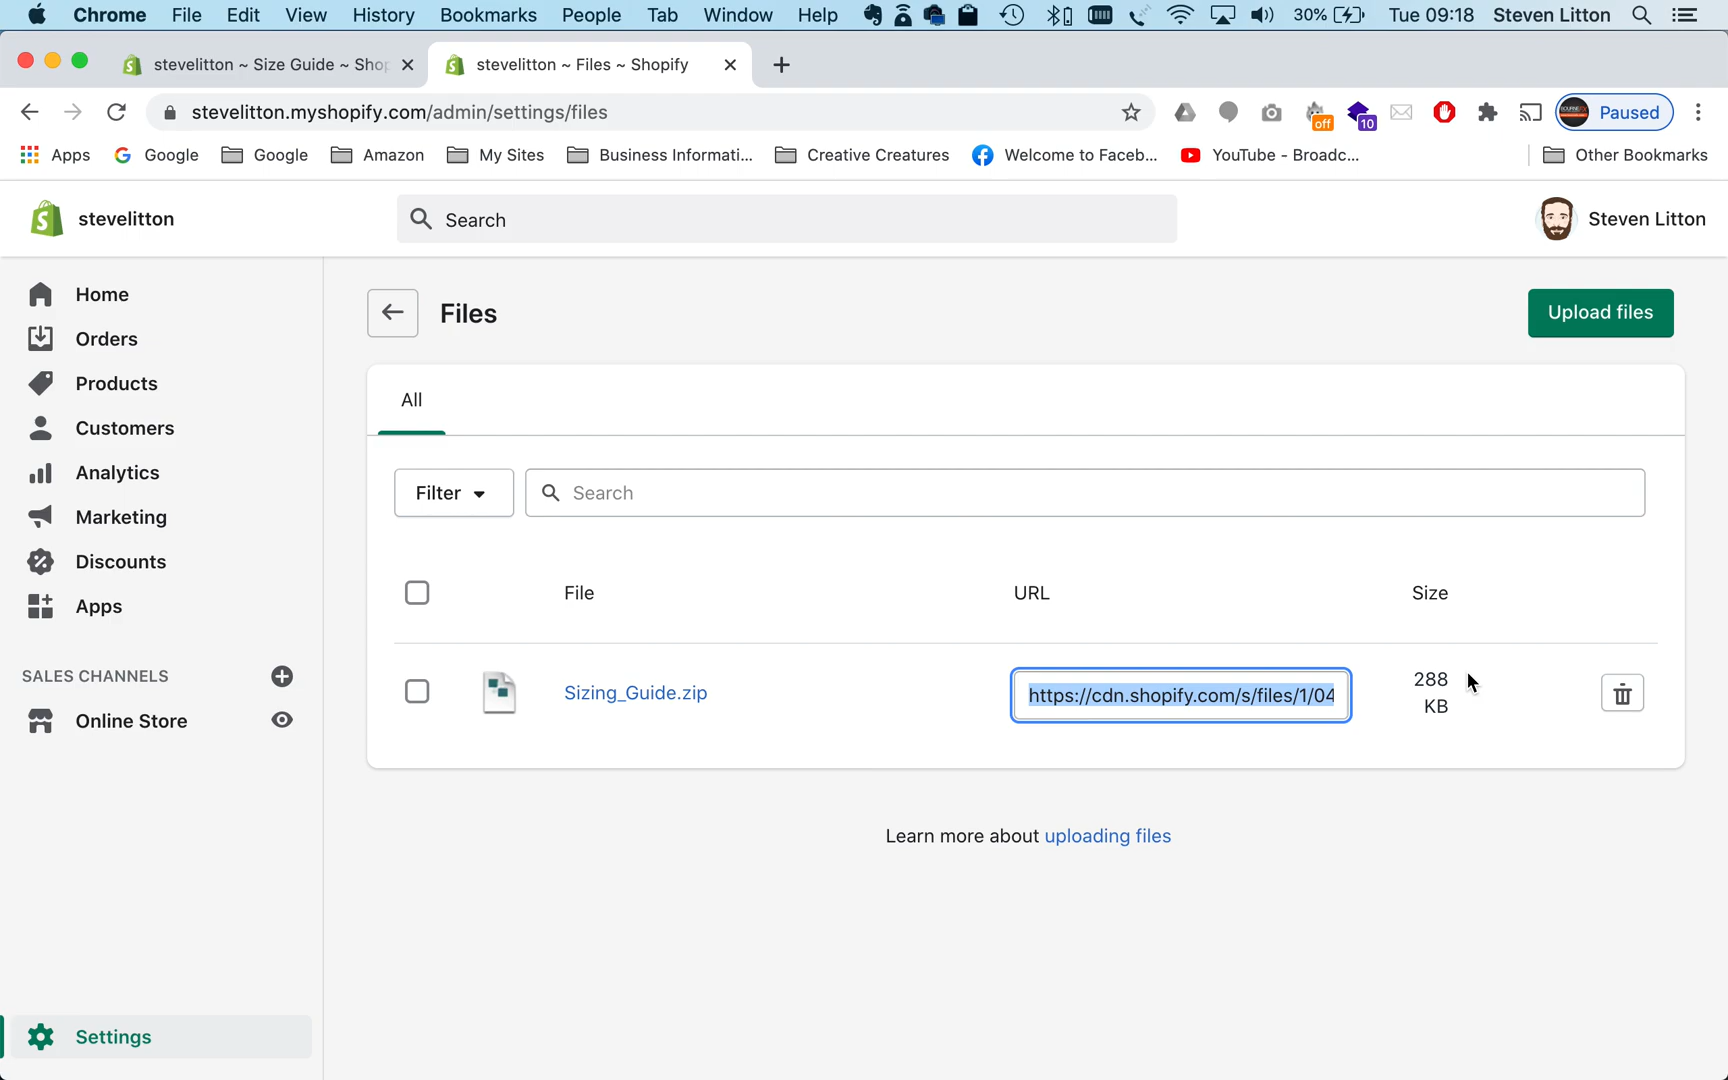 Chrome File Edit View History Bookmarks People Tab Window Help 30% Tue 09:18 Steven Litton
stevelitton ~ Size Guide ~ Shop
stevelitton ~ Files ~ Shopify
stevelitton.myshopify.com/admin/settings/files
off
10
Paused
Apps Google Google Amazon My Sites Business Informati... Creative Creatures Welcome to Faceb... YouTube - Broadc... Other Bookmarks
stevelitton
Search
Steven Litton
Home
Orders
Products
Customers
Analytics
Marketing
Discounts
Apps
SALES CHANNELS
Online Store
Settings
Files
Upload files
All
Filter
Search
File URL Size
Sizing_Guide.zip https://cdn.shopify.com/s/files/1/04 288
KB
Learn more about uploading files